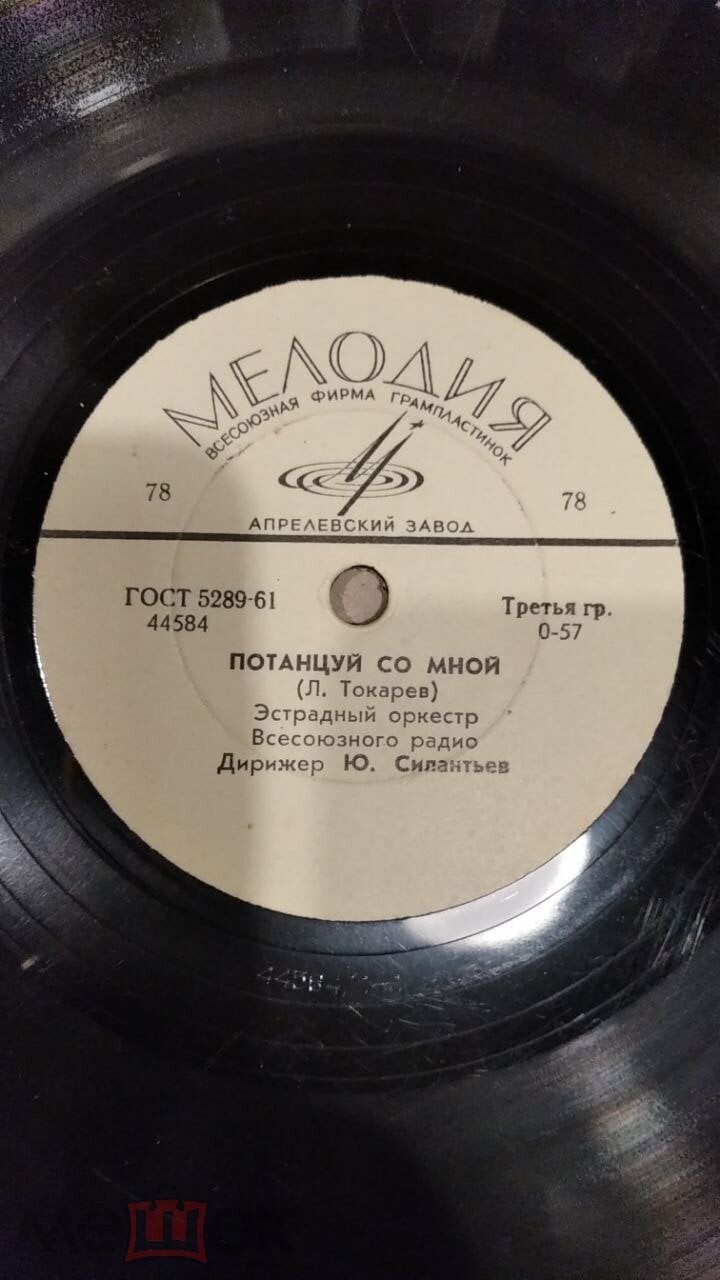 МЕЛОДИЯ
ВСЕСОЮЗНАЯ ФИРМА ГРАМПЛАСТИНОК
78
78
АПРЕЛЕВСКИЙ ЗАВОД
ГОСТ 5289-61
Третья гр.
44584
0-57
ПОТАНЦУЙ СО МНОЙ
(Л. Токарев)
Эстрадный оркестр
Всесоюзного радио
Дирижер Ю. Силантьев
мешок